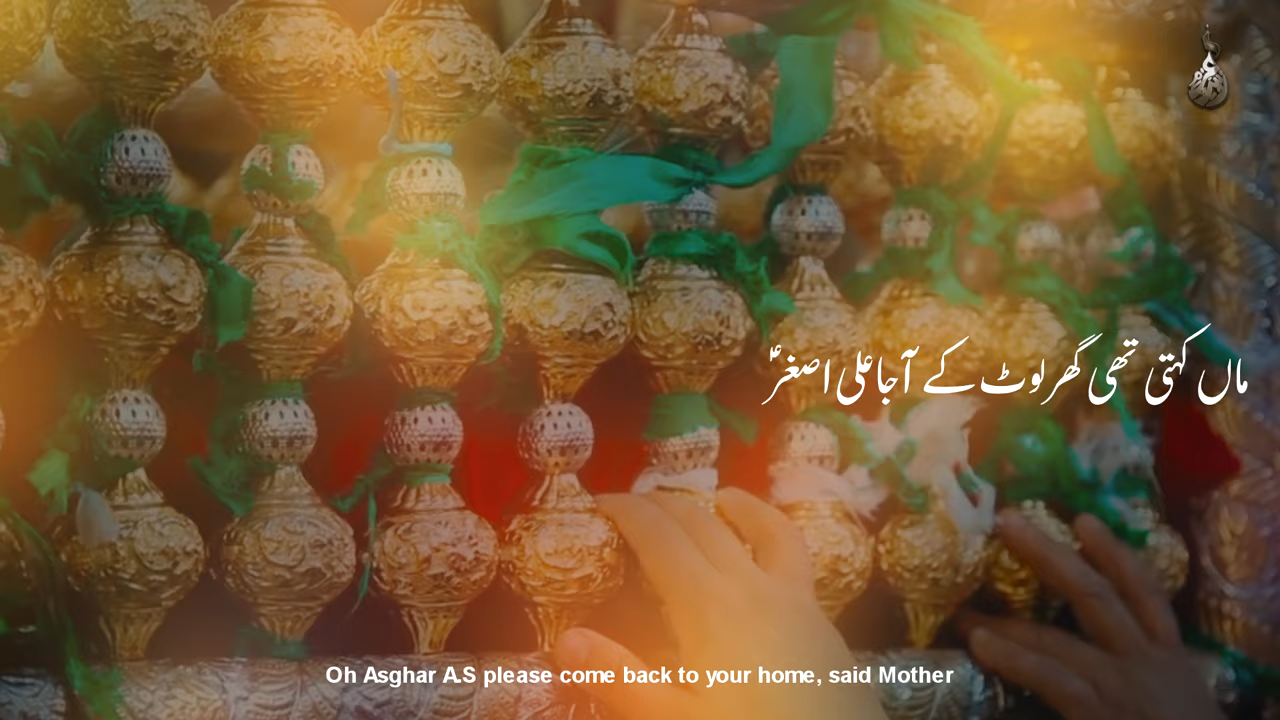 ماں کہتی تھی گھر لوٹ کے آجا علی اصغرؑ
Oh Asghar A.S please come back to your home, said Mother